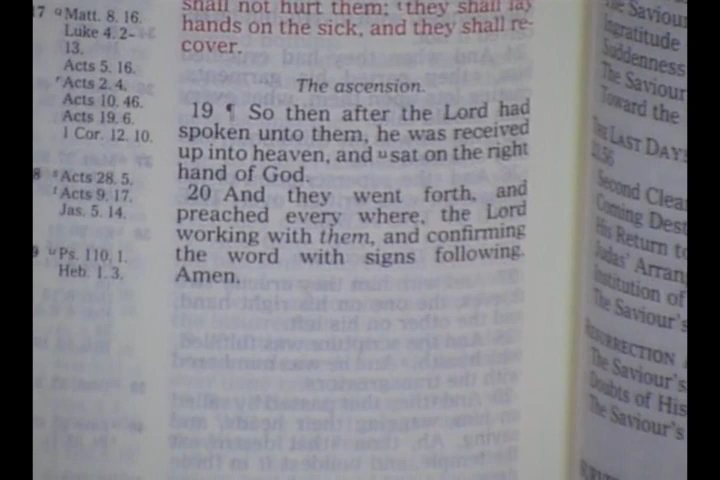 17 q Matt. 8. 16.
Luke 4. 2–
13.
Acts 5. 16.
r Acts 2. 4.
Acts 10. 46.
Acts 19. 6.
1 Cor. 12. 10.
8 s Acts 28. 5.
t Acts 9. 17.
Jas. 5. 14.
9 u Ps. 110. 1.
Heb. 1. 3.
shall not hurt them; t they shall lay
hands on the sick, and they shall re-
cover.
The ascension.
19 ¶ So then after the Lord had
spoken unto them, he was received
up into heaven, and u sat on the right
hand of God.
20 And they went forth, and
preached every where, the Lord
working with them, and confirming
the word with signs following.
Amen.
The Saviour
Ingratitude
Suddenness
The Saviour
Toward the
THE LAST DAYS
Second Clea
Coming Dest
His Return to
Judas' Arran
Institution of
The Saviour's
RESURRECTION
The Saviour's
Doubts of His
The Saviour's